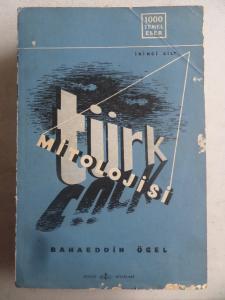 1000
TEMEL
ESER
İKİNCİ CİLT
türk
MİTOLOJİSİ
BAHAEDDİN ÖGEL